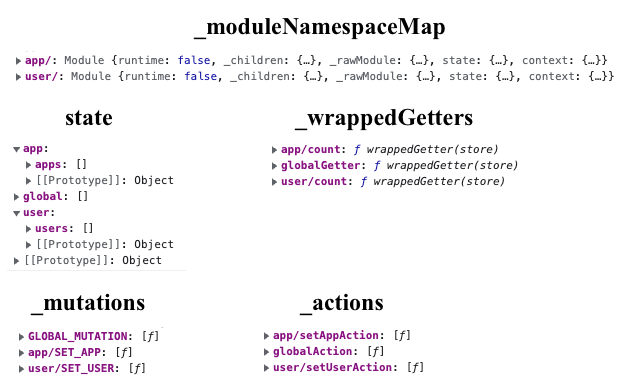 _moduleNamespaceMap
▶app/: Module {runtime: false, _children: {…}, _rawModule: {…}, state: {…}, context: {…}}
▶user/: Module {runtime: false, _children: {…}, _rawModule: {…}, state: {…}, context: {…}}
state
▼app:
▶apps: []
▶[[Prototype]]: Object
▶global: []
▼user:
▶users: []
▶[[Prototype]]: Object
▶[[Prototype]]: Object
_wrappedGetters
▶app/count: ƒ wrappedGetter(store)
▶globalGetter: ƒ wrappedGetter(store)
▶user/count: ƒ wrappedGetter(store)
_mutations
▶GLOBAL_MUTATION: [ƒ]
▶app/SET_APP: [ƒ]
▶user/SET_USER: [ƒ]
_actions
▶app/setAppAction: [ƒ]
▶globalAction: [ƒ]
▶user/setUserAction: [ƒ]